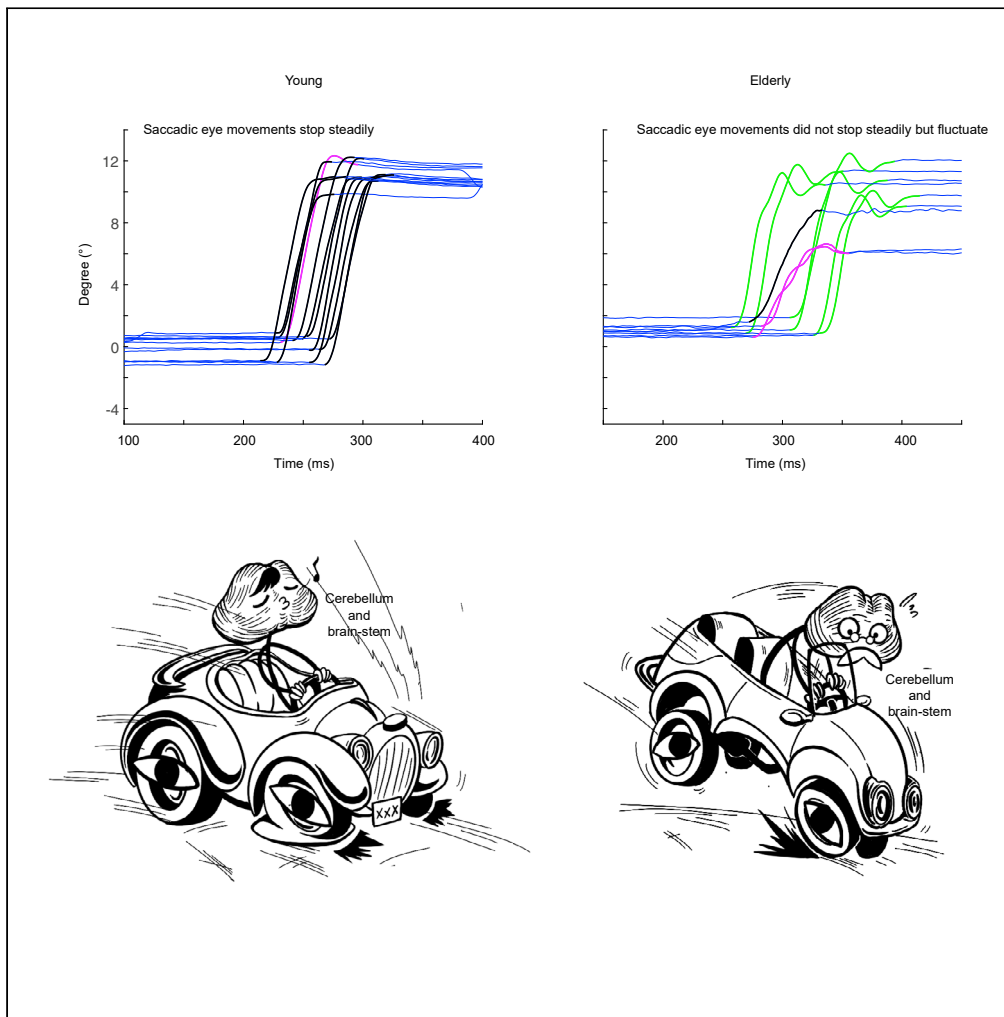 Young
Elderly
Saccadic eye movements stop steadily
Saccadic eye movements did not stop steadily but fluctuate
12
8
4
0
-4
Degree (°)
100
200
300
400
Time (ms)
200
300
400
Time (ms)
Cerebellum
and
brain-stem
XXX
Cerebellum
and
brain-stem